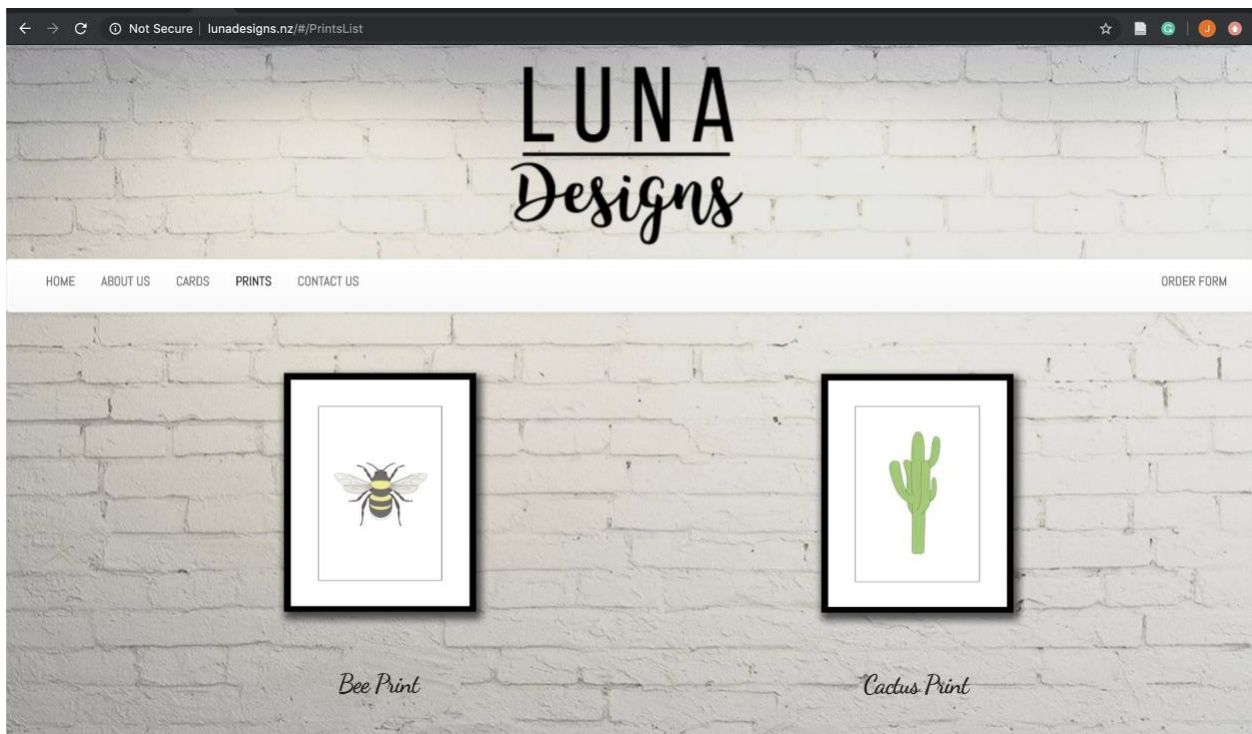 Not Secure | lunadesigns.nz/#/PrintsList
J
LUNA
Designs
HOME ABOUT US CARDS PRINTS CONTACT US ORDER FORM
Bee Print Cactus Print